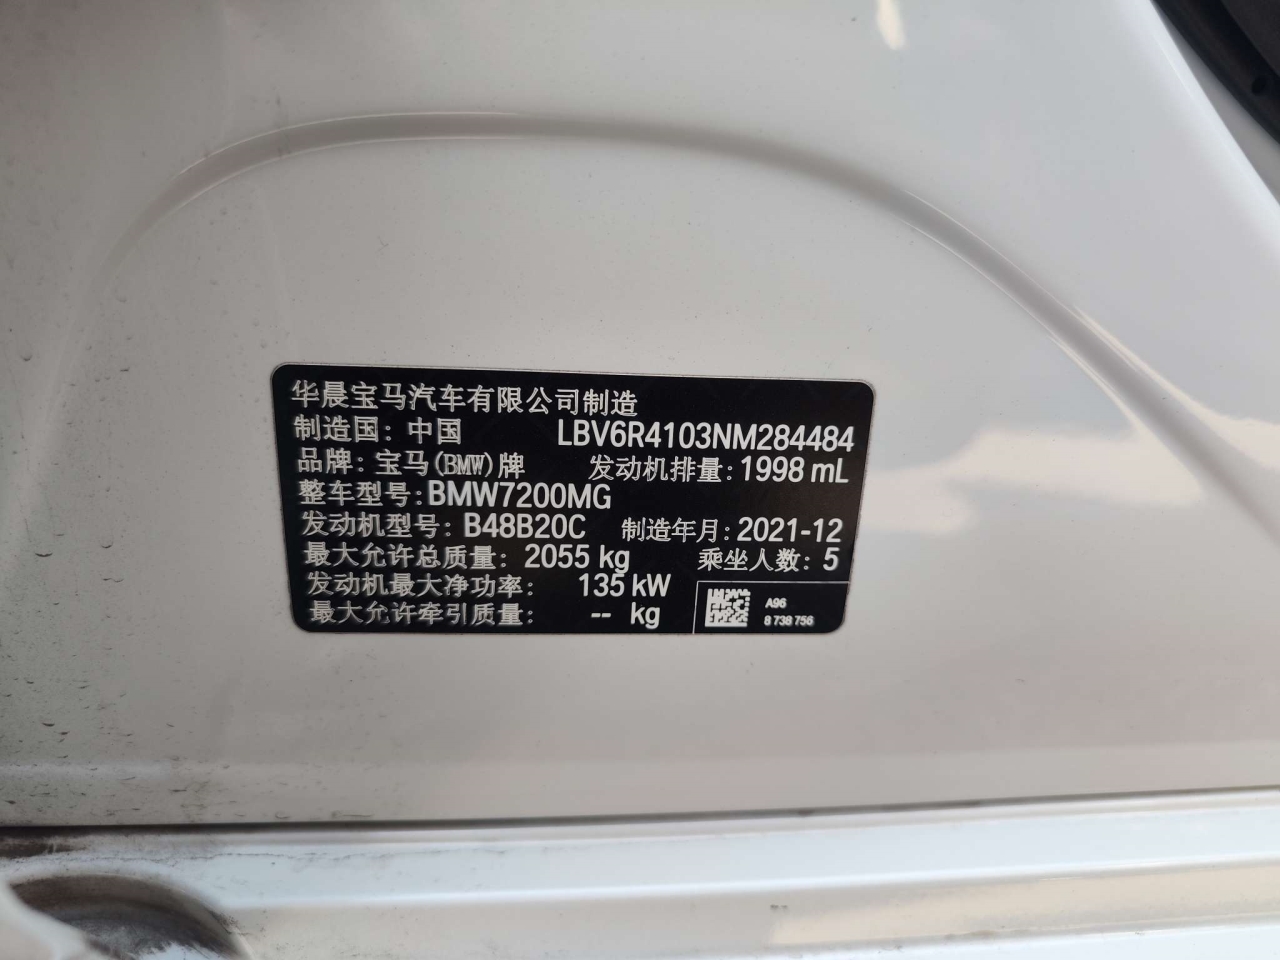 华晨宝马汽车有限公司制造
制造国: 中国 LBV6R4103NM284484
品牌: 宝马(BMW)牌 发动机排量: 1998 mL
整车型号: BMW7200MG
发动机型号: B48B20C 制造年月: 2021-12
最大允许总质量: 2055 kg 乘坐人数: 5
发动机最大净功率: 135 kW
最大允许牵引质量: -- kg
A96
8 738 756